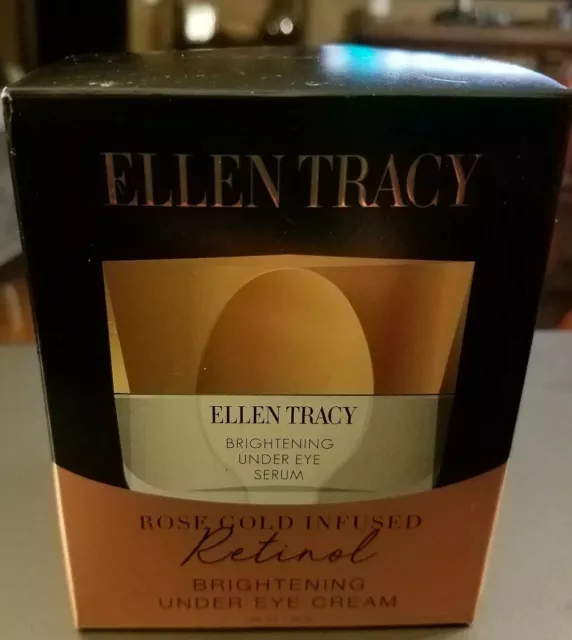 ELLEN TRACY
ELLEN TRACY
BRIGHTENING
UNDER EYE
SERUM
ROSE GOLD INFUSED
Retinol
BRIGHTENING
UNDER EYE CREAM